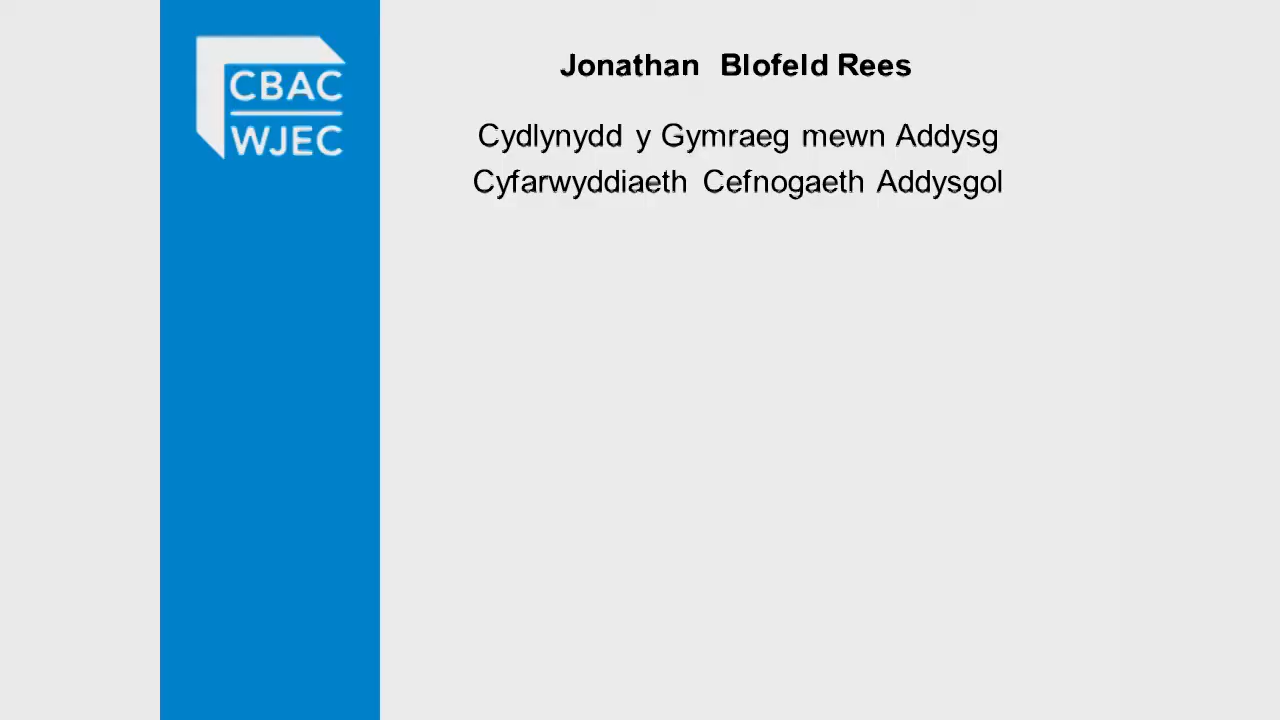 CBAC
WJEC
Jonathan Blofeld Rees
Cydlynydd y Gymraeg mewn Addysg
Cyfarwyddiaeth Cefnogaeth Addysgol